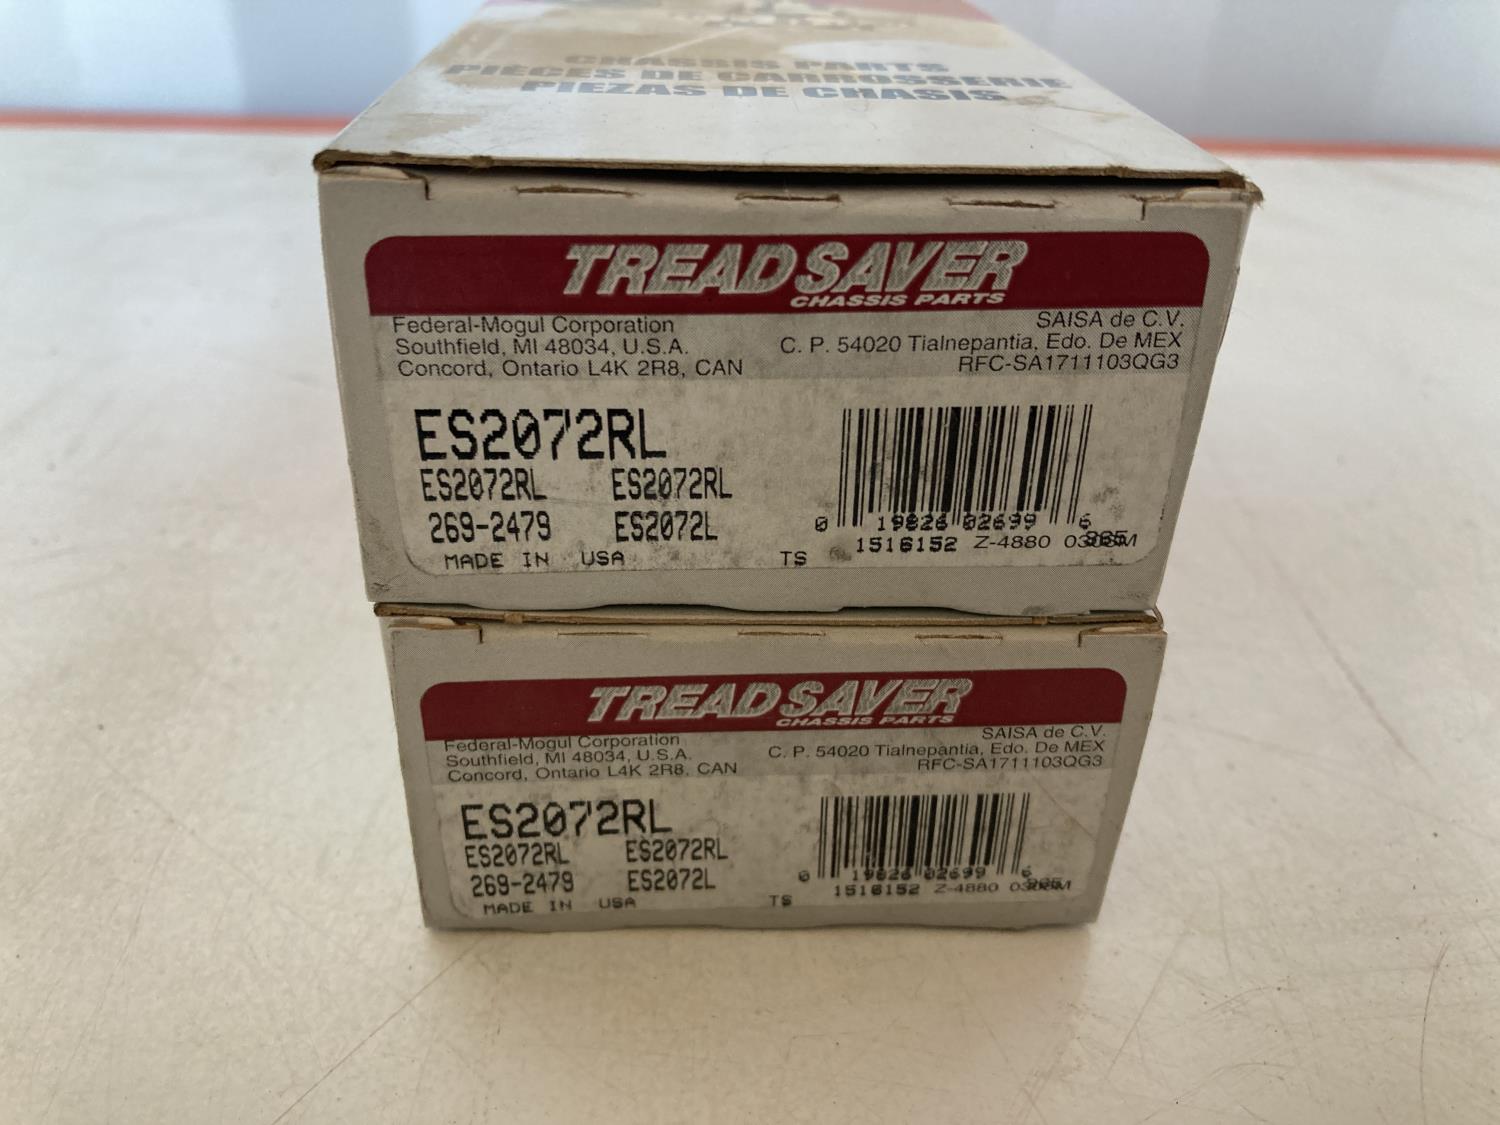 CHASSIS PARTS
PIÈCES DE CARROSSERIE
PIEZAS DE CHASIS
TREADSAVER
CHASSIS PARTS
Federal-Mogul Corporation
Southfield, MI 48034, U.S.A.
Concord, Ontario L4K 2R8, CAN
SAISA de C.V.
C. P. 54020 Tialnepantia, Edo. De MEX
RFC-SA1711103QG3
ES2072RL
ES2072RL ES2072RL
269-2479 ES2072L
MADE IN USA TS
0 19826 02699 6
1516152 Z-4880
TREADSAVER
CHASSIS PARTS
Federal-Mogul Corporation
Southfield, MI 48034, U.S.A.
Concord, Ontario L4K 2R8, CAN
SAISA de C.V.
C. P. 54020 Tialnepantia, Edo. De MEX
RFC-SA1711103QG3
ES2072RL
ES2072RL ES2072RL
269-2479 ES2072L
MADE IN USA TS
0 19826 02699 6
1516152 Z-4880